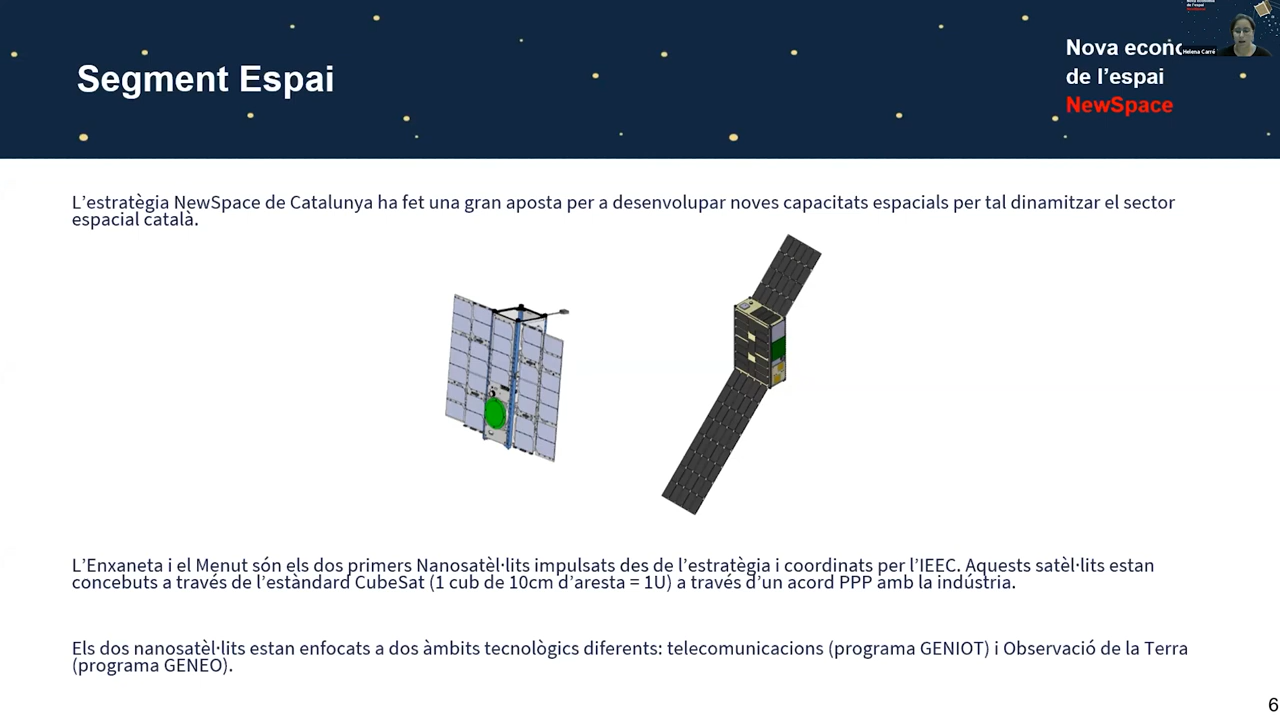 Segment Espai
Nova econo
de l’espai
NewSpace
Helena Carré
L’estratègia NewSpace de Catalunya ha fet una gran aposta per a desenvolupar noves capacitats espacials per tal dinamitzar el sector
espacial català.
L’Enxaneta i el Menut són els dos primers Nanosatèl·lits impulsats des de l’estratègia i coordinats per l’IEEC. Aquests satèl·lits estan
concebuts a través de l’estàndard CubeSat (1 cub de 10cm d’aresta = 1U) a través d’un acord PPP amb la indústria.
Els dos nanosatèl·lits estan enfocats a dos àmbits tecnològics diferents: telecomunicacions (programa GENIOT) i Observació de la Terra
(programa GENEO).
6